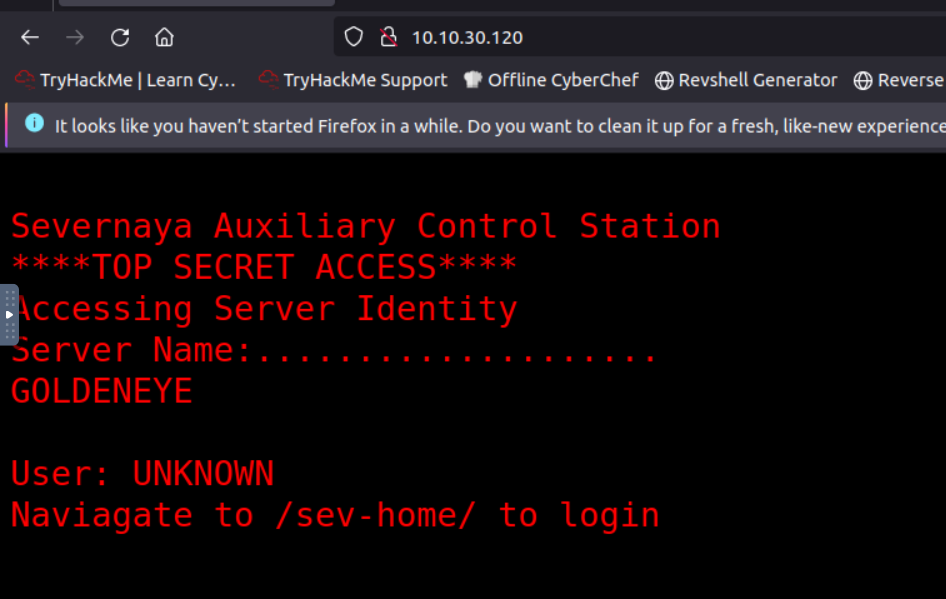 10.10.30.120
TryHackMe | Learn Cy... TryHackMe Support Offline CyberChef Revshell Generator Reverse
It looks like you haven't started Firefox in a while. Do you want to clean it up for a fresh, like-new experience
Severnaya Auxiliary Control Station
****TOP SECRET ACCESS****
Accessing Server Identity
Server Name:....................
GOLDENEYE
User: UNKNOWN
Naviagate to /sev-home/ to login